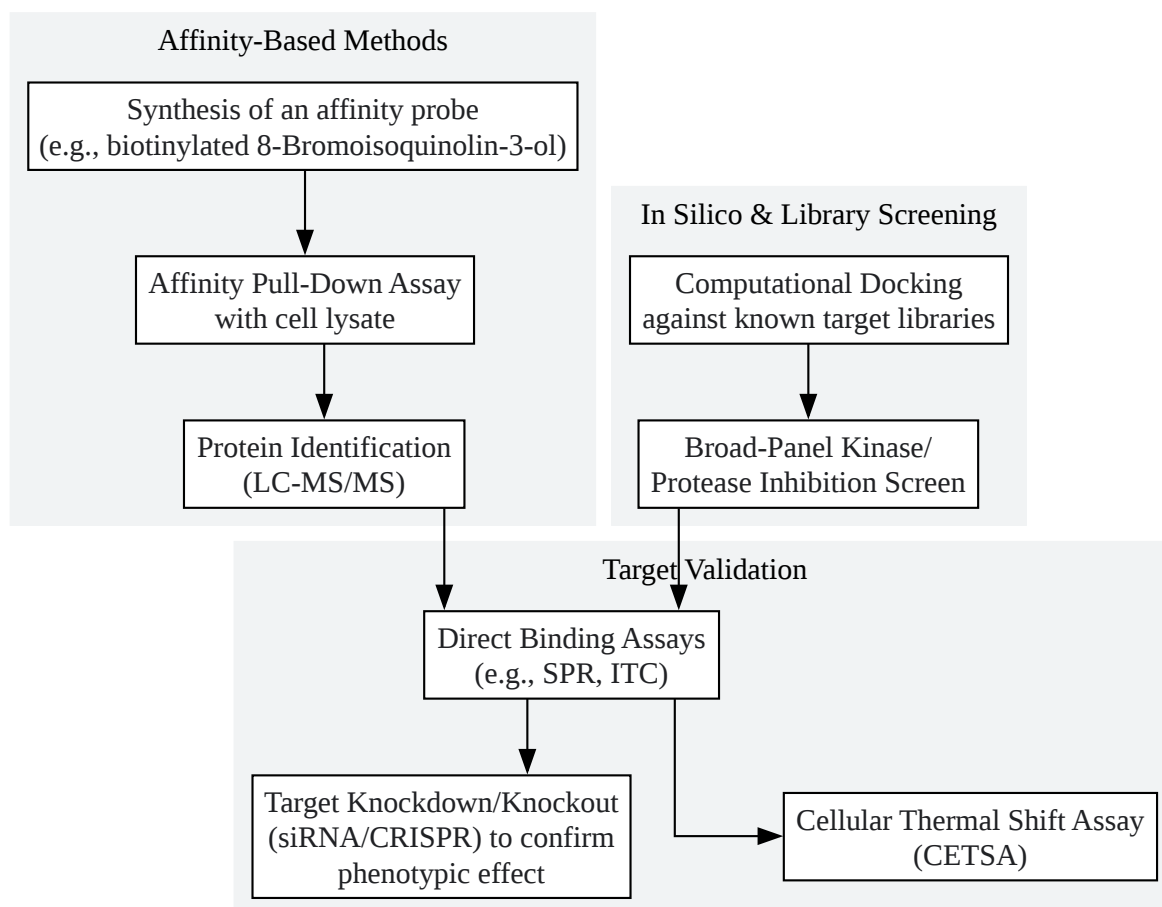 Affinity-Based Methods
Synthesis of an affinity probe
(e.g., biotinylated 8-Bromoisoquinolin-3-ol)
Affinity Pull-Down Assay
with cell lysate
Protein Identification
(LC-MS/MS)
In Silico & Library Screening
Computational Docking
against known target libraries
Broad-Panel Kinase/
Protease Inhibition Screen
Target Validation
Direct Binding Assays
(e.g., SPR, ITC)
Target Knockdown/Knockout
(siRNA/CRISPR) to confirm
phenotypic effect
Cellular Thermal Shift Assay
(CETSA)